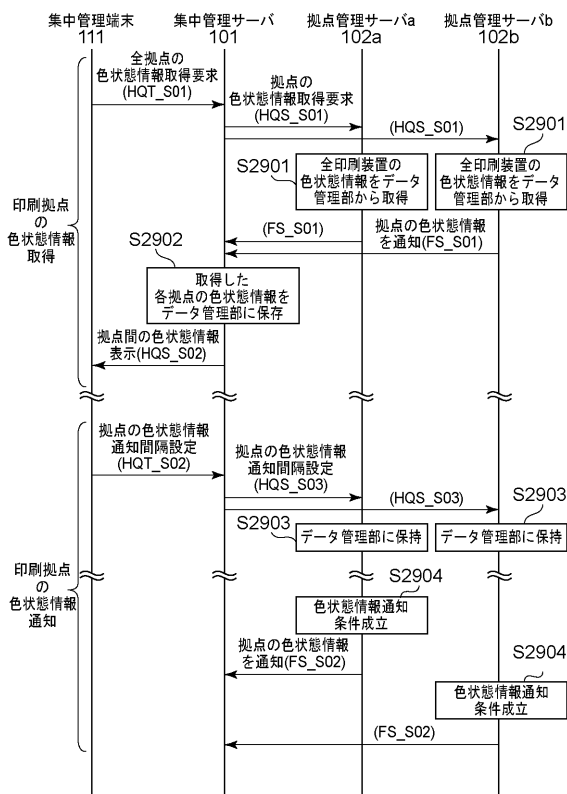 集中管理端末
111
集中管理サーバ
101
拠点管理サーバa
102a
拠点管理サーバb
102b
全拠点の
色状態情報取得要求
(HQT_S01)
拠点の
色状態情報取得要求
(HQS_S01)
(HQS_S01)
S2901
S2901
全印刷装置の
色状態情報をデータ
管理部から取得
全印刷装置の
色状態情報をデータ
管理部から取得
印刷拠点
の
色状態情報
取得
(FS_S01)
拠点の色状態情報
を通知(FS_S01)
S2902
取得した
各拠点の色状態情報を
データ管理部に保存
拠点間の色状態情報
表示(HQS_S02)
拠点の色状態情報
通知間隔設定
(HQT_S02)
拠点の色状態情報
通知間隔設定
(HQS_S03)
(HQS_S03)
S2903
S2903
データ管理部に保持
データ管理部に保持
印刷拠点
の
色状態情報
通知
S2904
色状態情報通知
条件成立
拠点の色状態情報
を通知(FS_S02)
S2904
色状態情報通知
条件成立
(FS_S02)